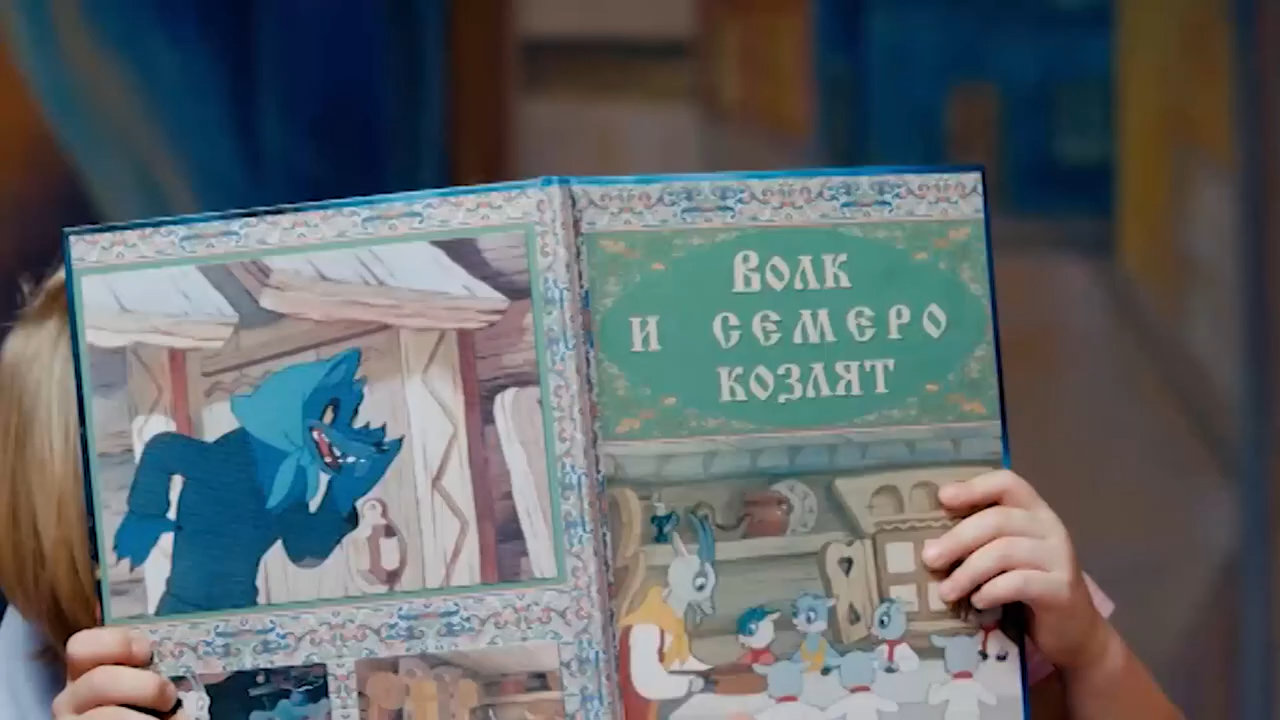 Волк
и семеро
козлят